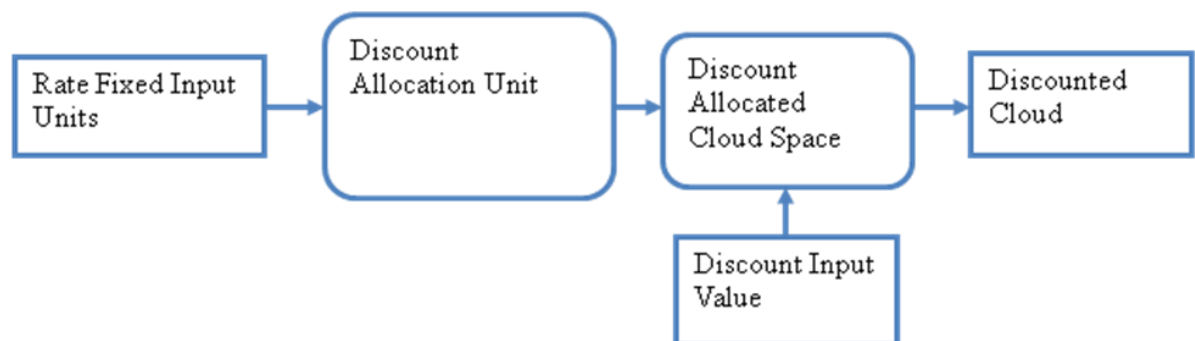 Rate Fixed Input
Units
Discount
Allocation Unit
Discount
Allocated
Cloud Space
Discounted
Cloud
Discount Input
Value